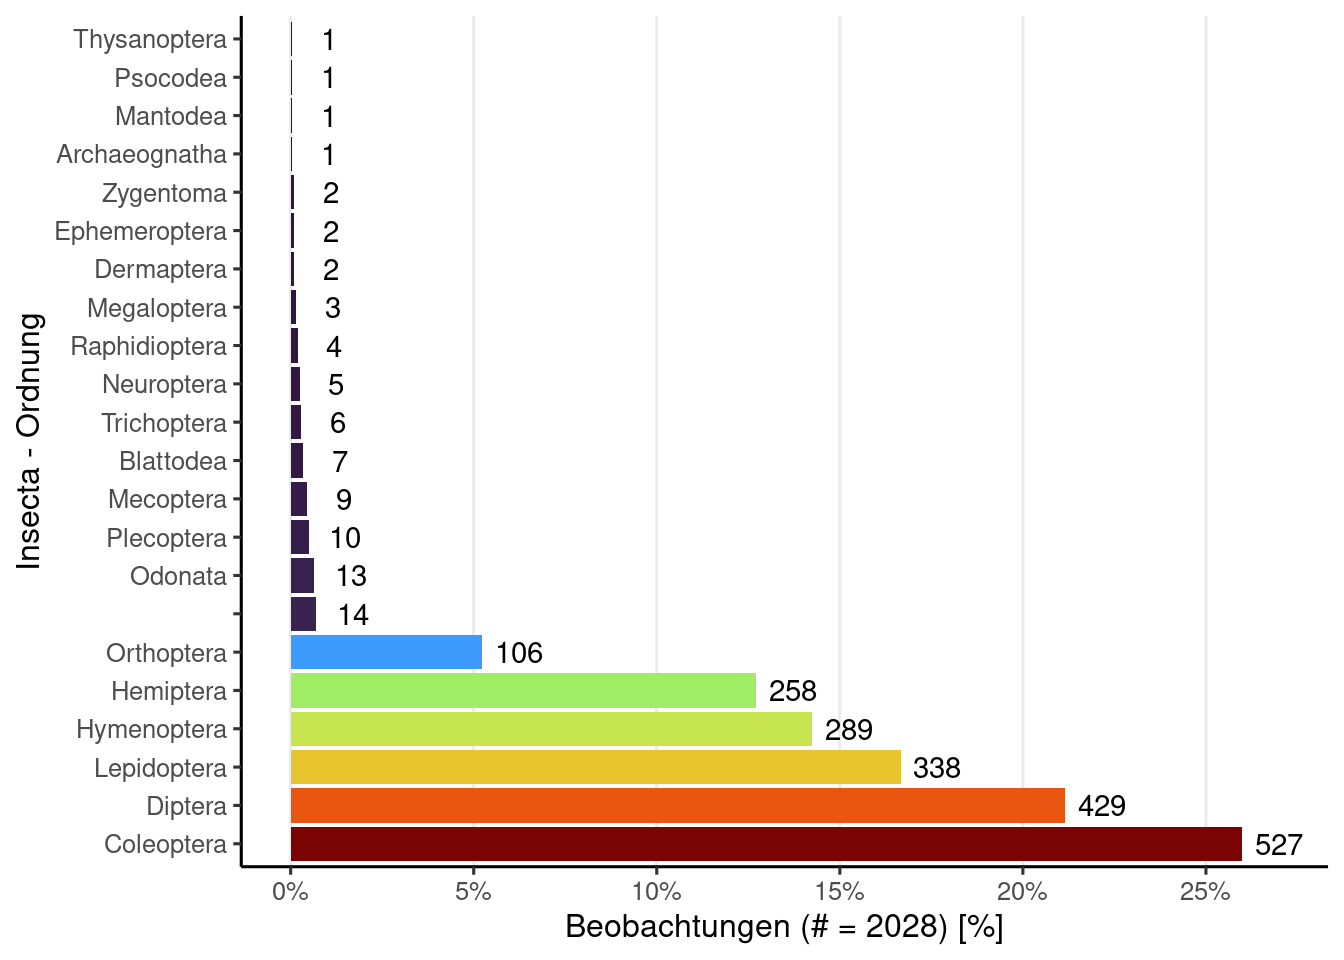 Thysanoptera 1
Psocodea 1
Mantodea 1
Archaeognatha 1
Zygentoma 2
Ephemeroptera 2
Dermaptera 2
Megaloptera 3
Raphidioptera 4
Neuroptera 5
Trichoptera 6
Blattodea 7
Mecoptera 9
Plecoptera 10
Odonata 13
14
Orthoptera 106
Hemiptera 258
Hymenoptera 289
Lepidoptera 338
Diptera 429
Coleoptera 527
Insecta - Ordnung
0% 5% 10% 15% 20% 25%
Beobachtungen (# = 2028) [%]